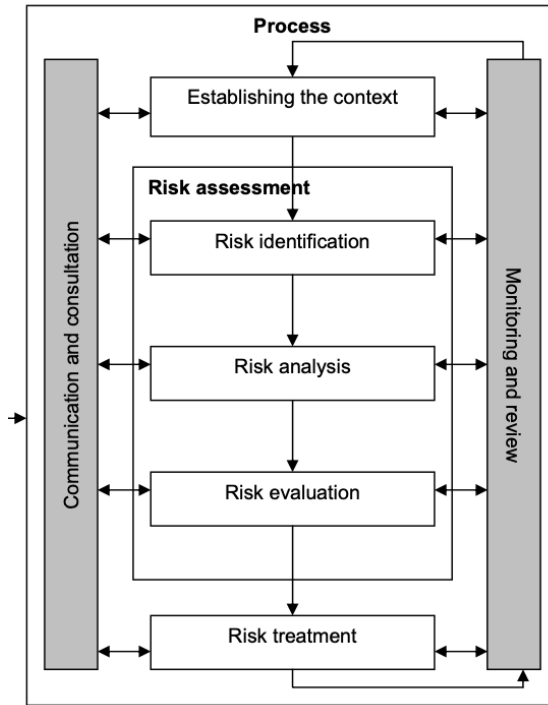 Process
Establishing the context
Risk assessment
Risk identification
Risk analysis
Risk evaluation
Risk treatment
Communication and consultation
Monitoring and review